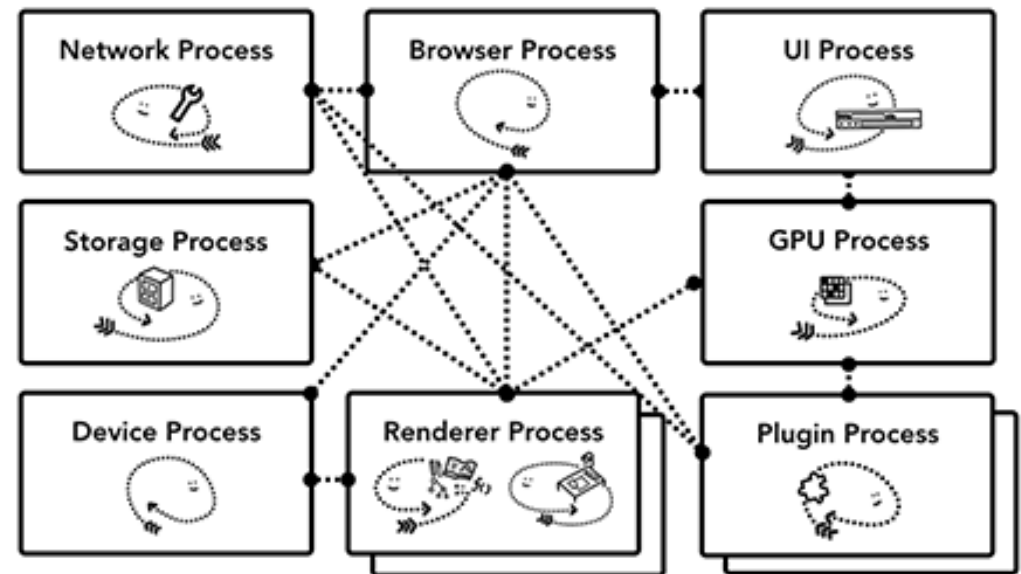 Network Process
Browser Process
UI Process
Storage Process
GPU Process
Device Process
Renderer Process
Plugin Process